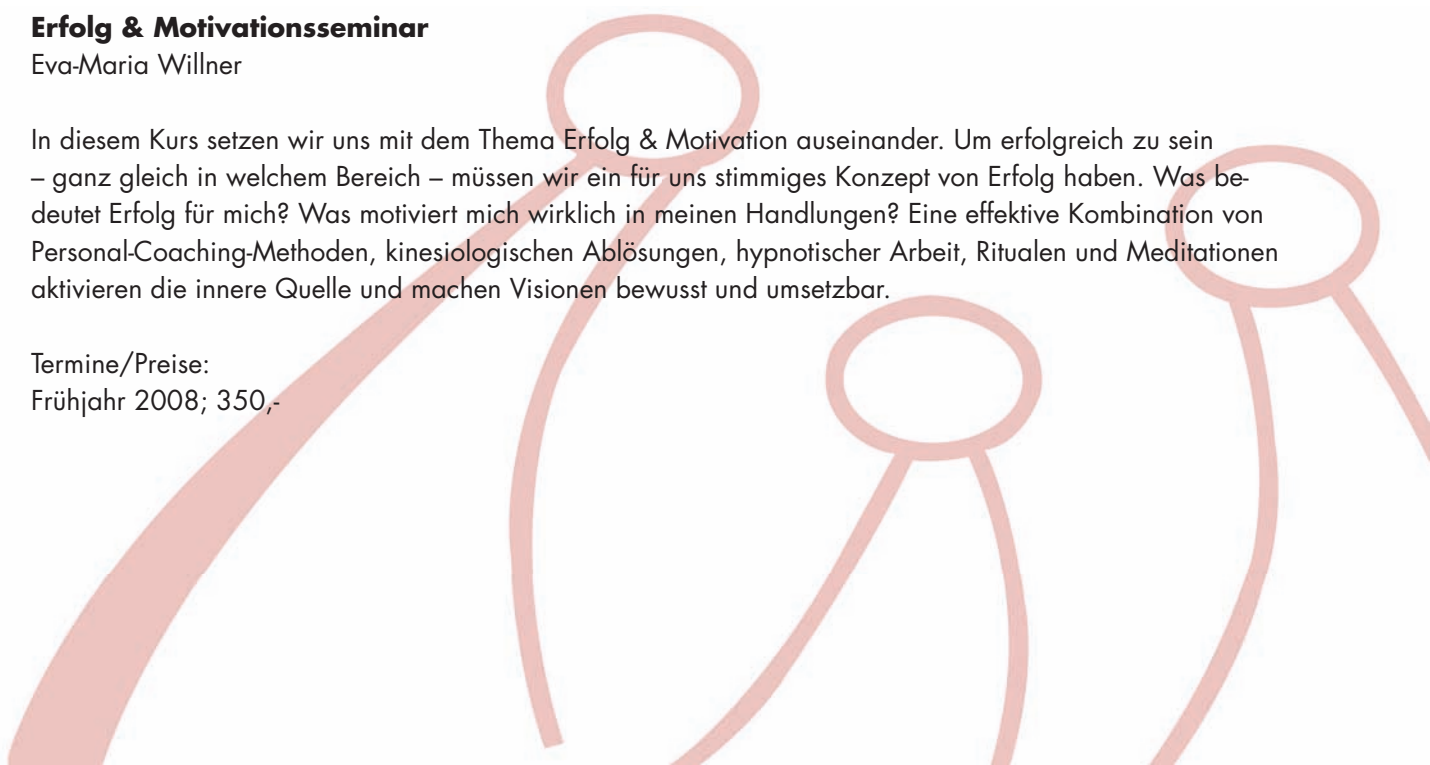 Erfolg & Motivationsseminar
Eva-Maria Willner
In diesem Kurs setzen wir uns mit dem Thema Erfolg & Motivation auseinander. Um erfolgreich zu sein
– ganz gleich in welchem Bereich – müssen wir ein für uns stimmiges Konzept von Erfolg haben. Was be-
deutet Erfolg für mich? Was motiviert mich wirklich in meinen Handlungen? Eine effektive Kombination von
Personal-Coaching-Methoden, kinesiologischen Ablösungen, hypnotischer Arbeit, Ritualen und Meditationen
aktivieren die innere Quelle und machen Visionen bewusst und umsetzbar.
Termine/Preise:
Frühjahr 2008; 350,-